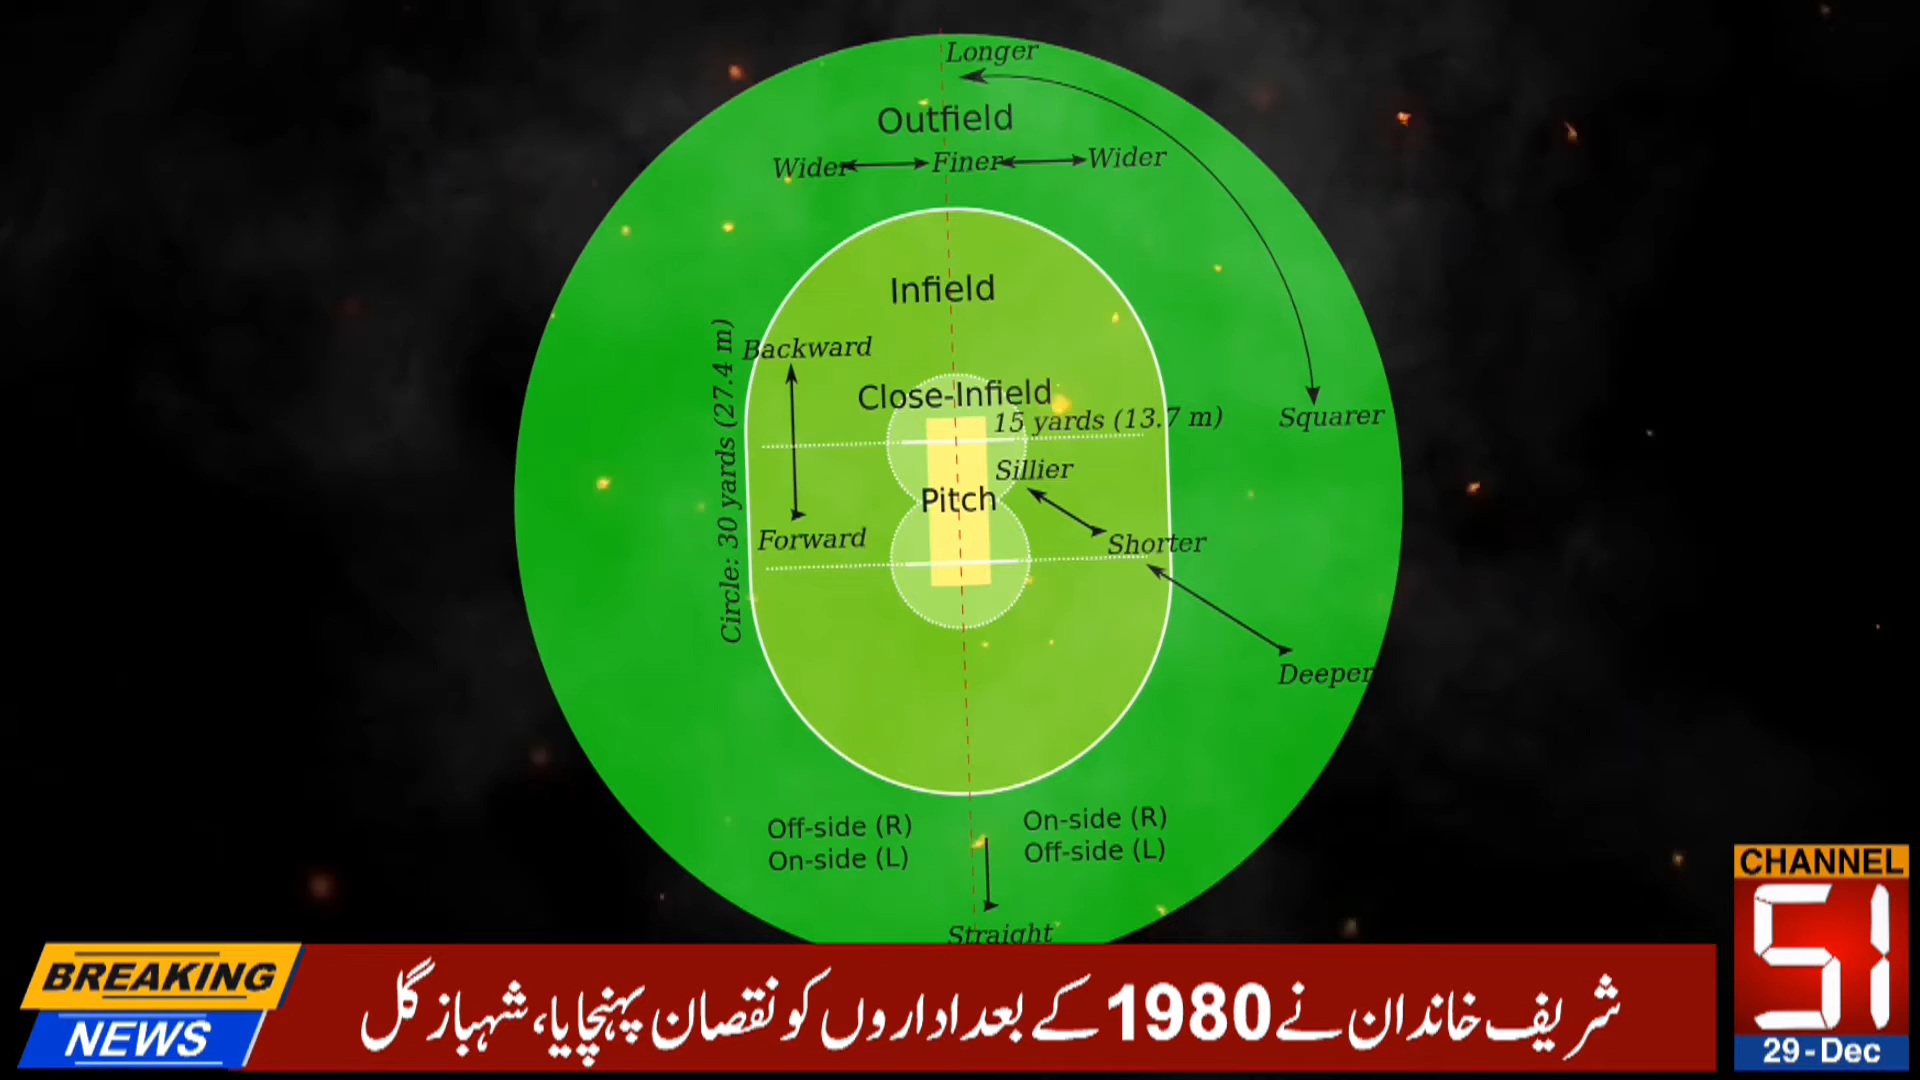 Longer
Outfield
Wider Finer Wider
Infield
Backward
Close-Infield
15 yards (13.7 m)
Squarer
Circle: 30 yards (27.4 m)
Sillier
Pitch
Forward
Shorter
Deeper
Off-side (R) On-side (R)
On-side (L) Off-side (L)
Straight
CHANNEL
51
29-Dec
BREAKING
NEWS
شریف خاندان نے 1980 کے بعد اداروں کو نقصان پہنچایا، شہباز گل